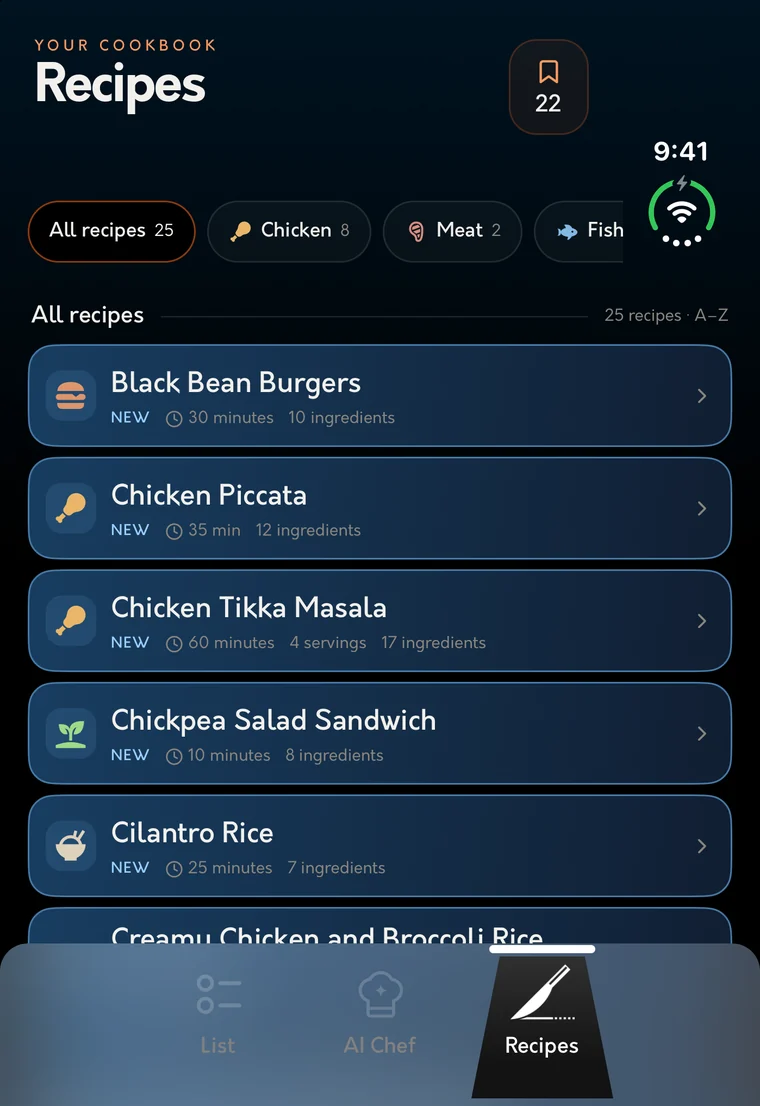 YOUR COOKBOOK
Recipes
22
9:41
All recipes 25
Chicken 8
Meat 2
Fish
All recipes
25 recipes · A–Z
Black Bean Burgers
NEW 30 minutes 10 ingredients
Chicken Piccata
NEW 35 min 12 ingredients
Chicken Tikka Masala
NEW 60 minutes 4 servings 17 ingredients
Chickpea Salad Sandwich
NEW 10 minutes 8 ingredients
Cilantro Rice
NEW 25 minutes 7 ingredients
Creamy Chicken and Broccoli Rice
List
AI Chef
Recipes